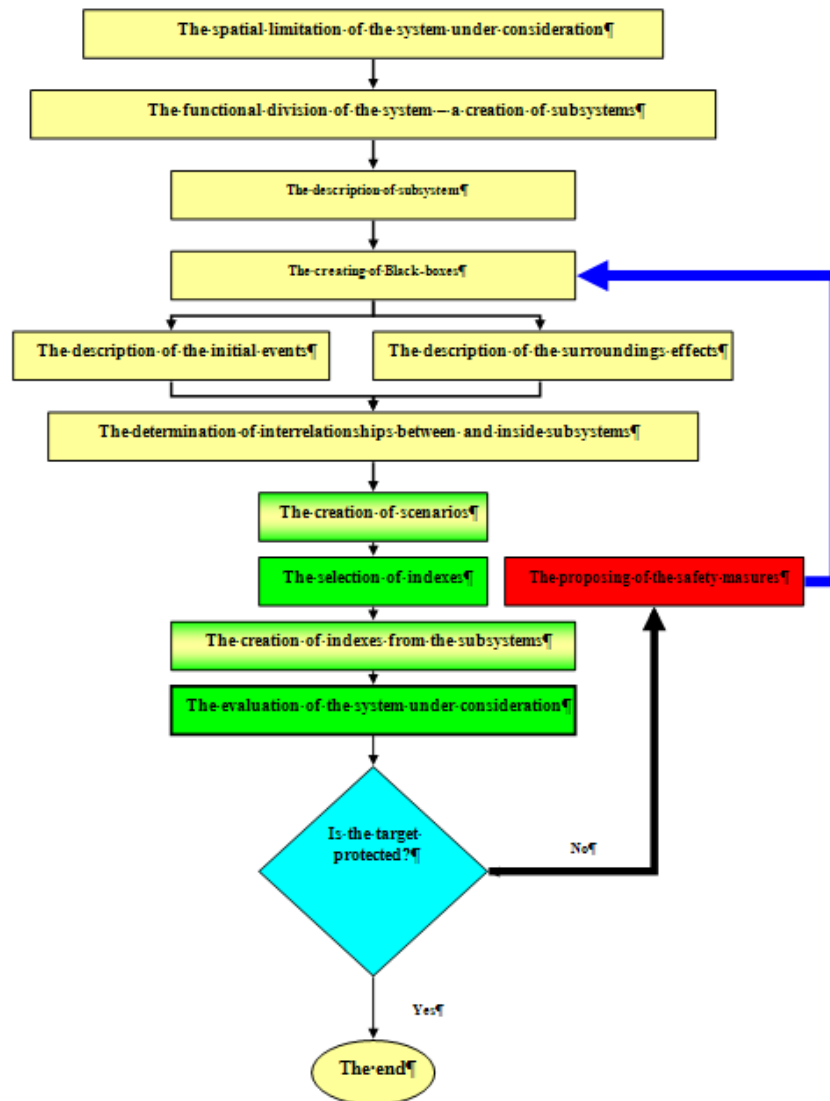 The·spatial·limitation·of·the·system·under·consideration¶
The·functional·division·of·the·system·–·a·creation·of·subsystems¶
The·description·of·subsystem¶
The·creating·of·Black-boxes¶
The·description·of·the·initial·events¶
The·description·of·the·surroundings·effects¶
The·determination·of·interrelationships·between·and·inside·subsystems¶
The·creation·of·scenarios¶
The·selection·of·indexes¶
The·proposing·of·the·safety·masures¶
The·creation·of·indexes·from·the·subsystems¶
The·evaluation·of·the·system·under·consideration¶
Is·the·target·
protected?¶
No¶
Yes¶
The·end¶